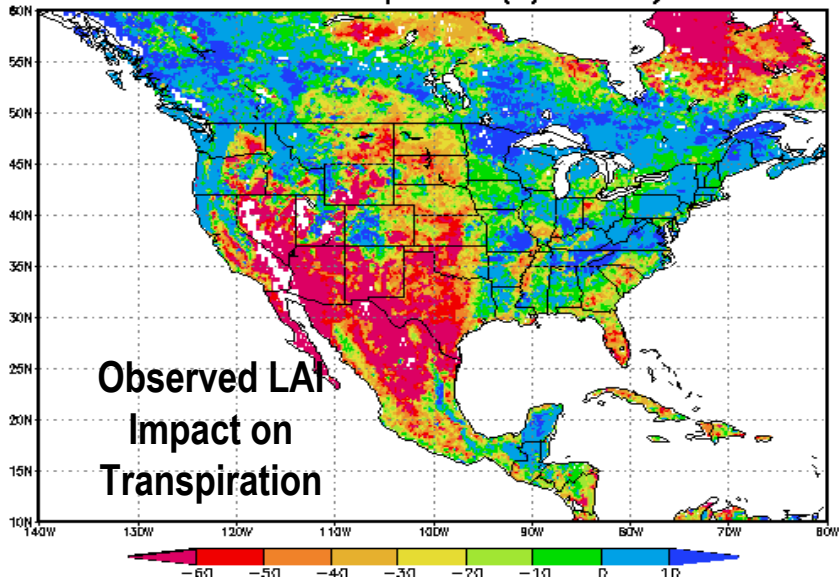 60N
55N
50N
45N
40N
35N
30N
25N
20N
15N
10N
Observed LAI
Impact on
Transpiration
140W 130W 120W 110W 100W 90W 80W 70W 60W
-60 -50 -40 -30 -20 -10 0 10